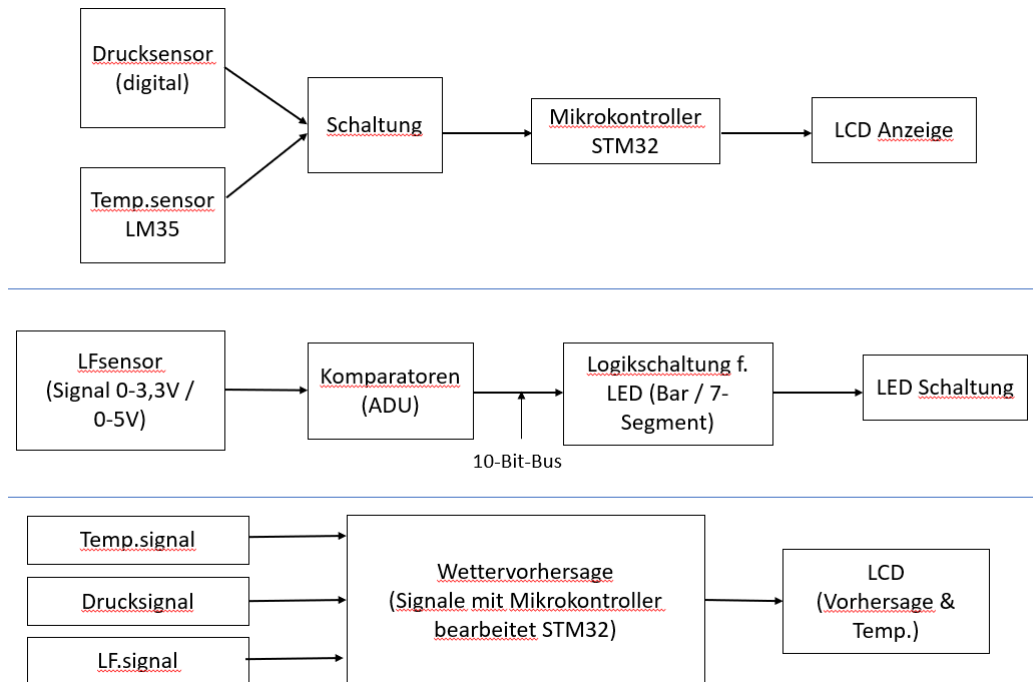 Drucksensor
(digital)
Temp.sensor
LM35
Schaltung
Mikrokontroller
STM32
LCD Anzeige
LFsensor
(Signal 0-3,3V /
0-5V)
Komparatoren
(ADU)
10-Bit-Bus
Logikschaltung f.
LED (Bar / 7-
Segment)
LED Schaltung
Temp.signal
Drucksignal
LF.signal
Wettervorhersage
(Signale mit Mikrokontroller
bearbeitet STM32)
LCD
(Vorhersage &
Temp.)